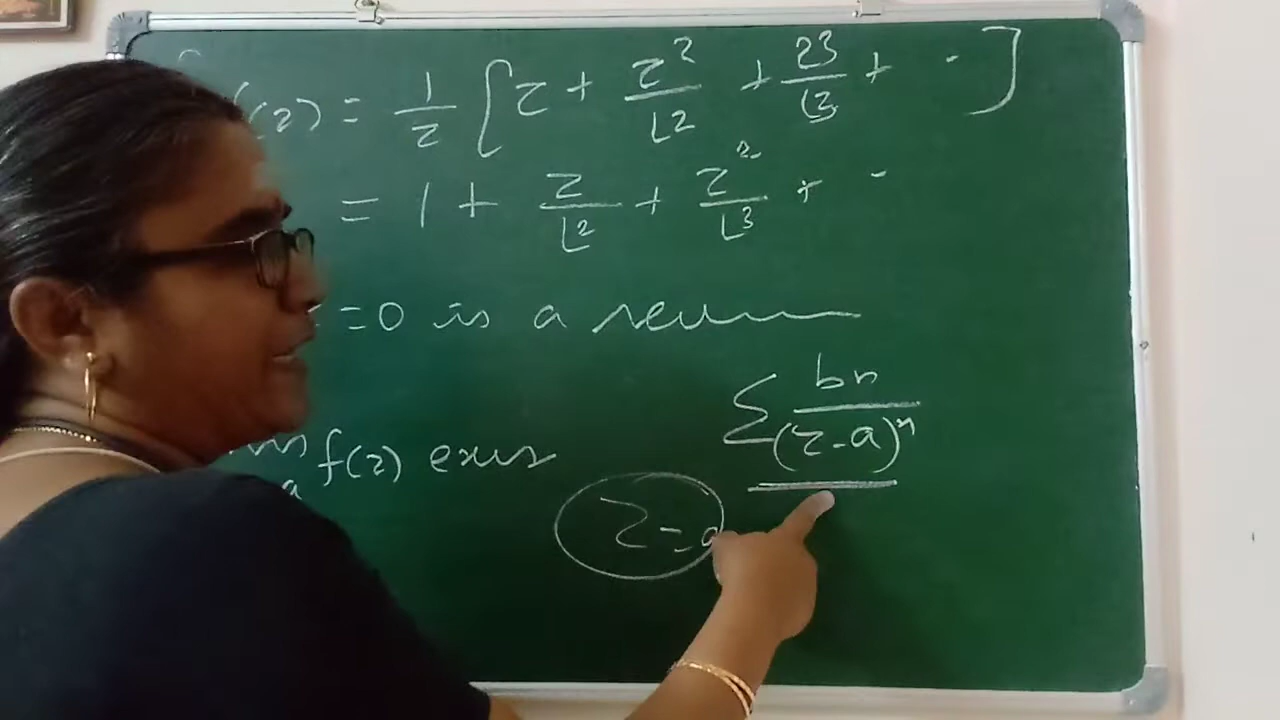 (z) = 1/z [z + z²/⌊2 + z³/⌊3 + · ]
= 1 + z/⌊2 + z²/⌊3 + ·
=0 is a
∑ bn/(z-a)ⁿ
f(z) exis
a
z=a